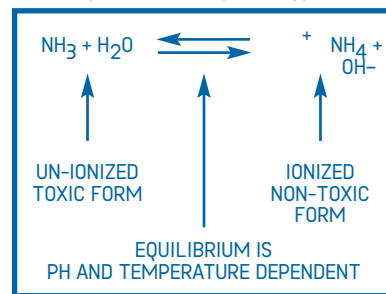 NH3 + H2O
+
NH4 +
OH–
UN-IONIZED
TOXIC FORM
IONIZED
NON-TOXIC
FORM
EQUILIBRIUM IS
PH AND TEMPERATURE DEPENDENT